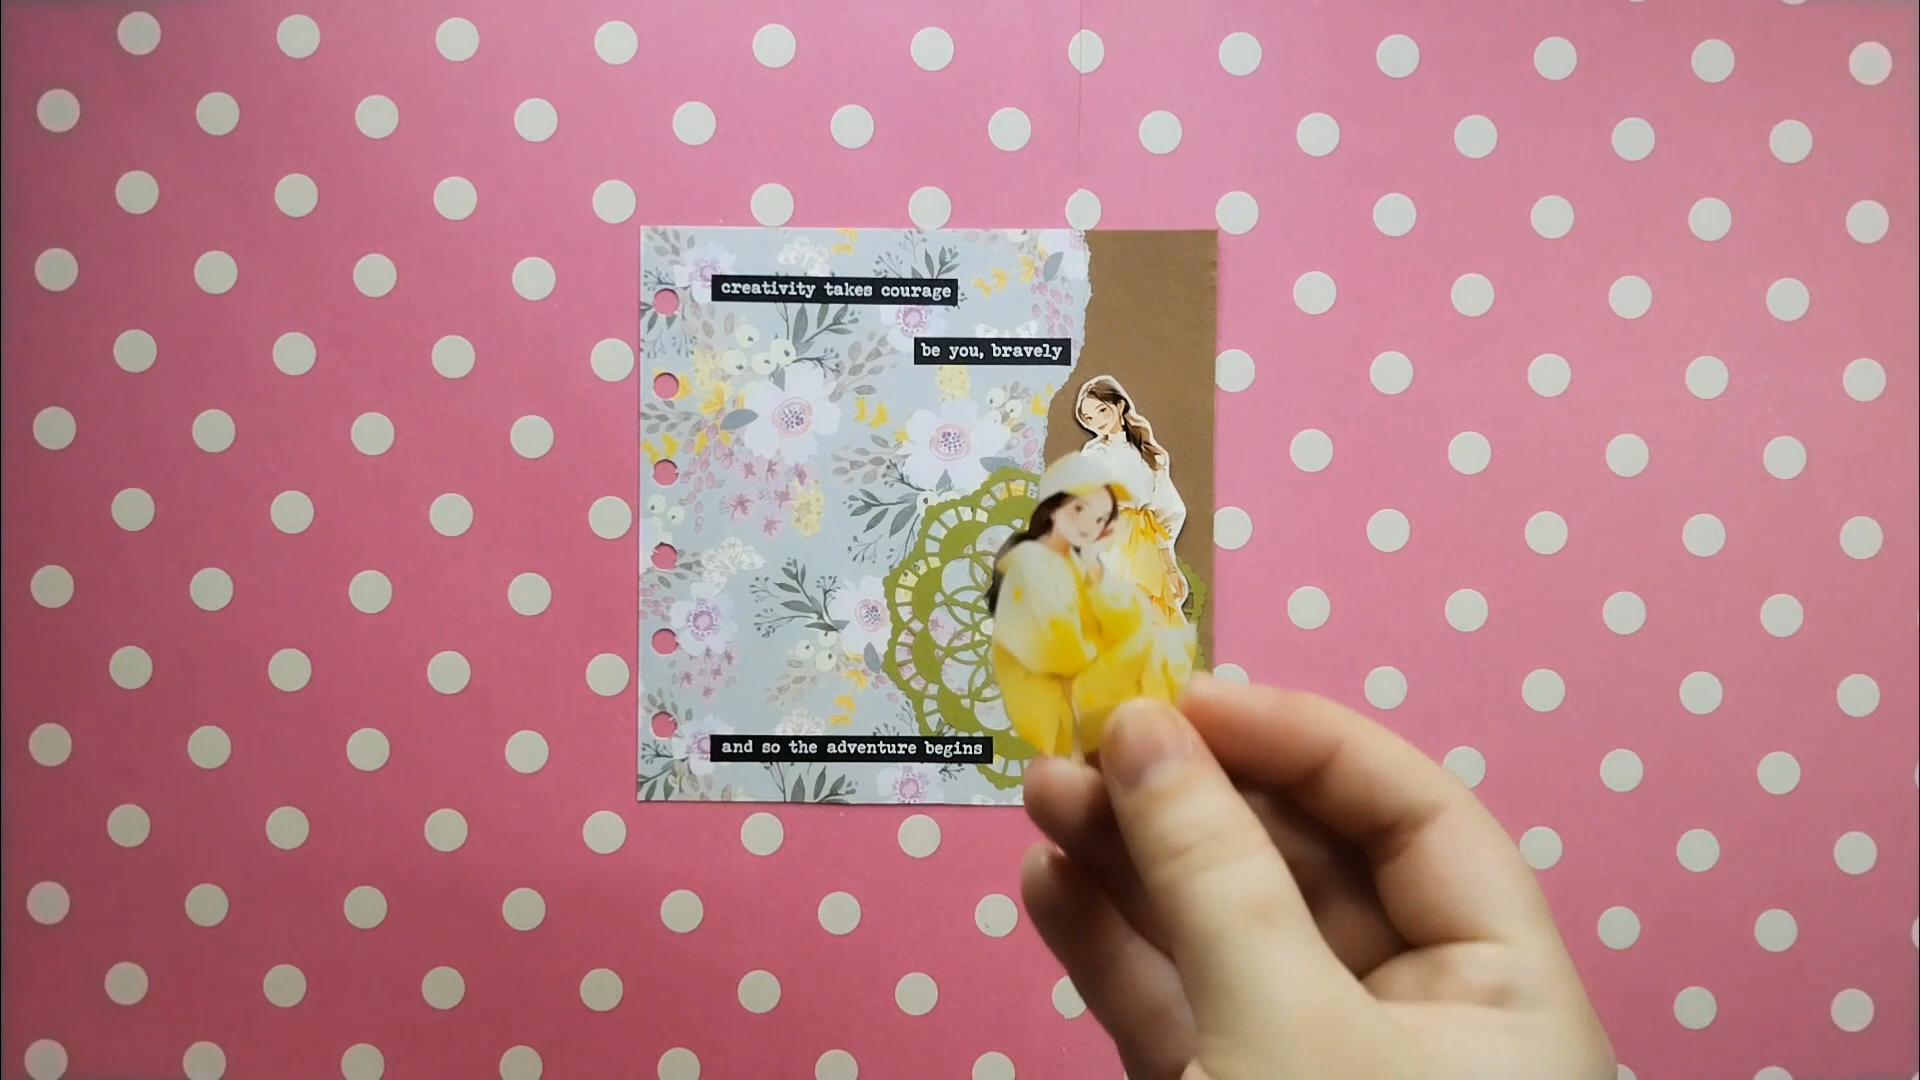 creativity takes courage
be you, bravely
and so the adventure begins